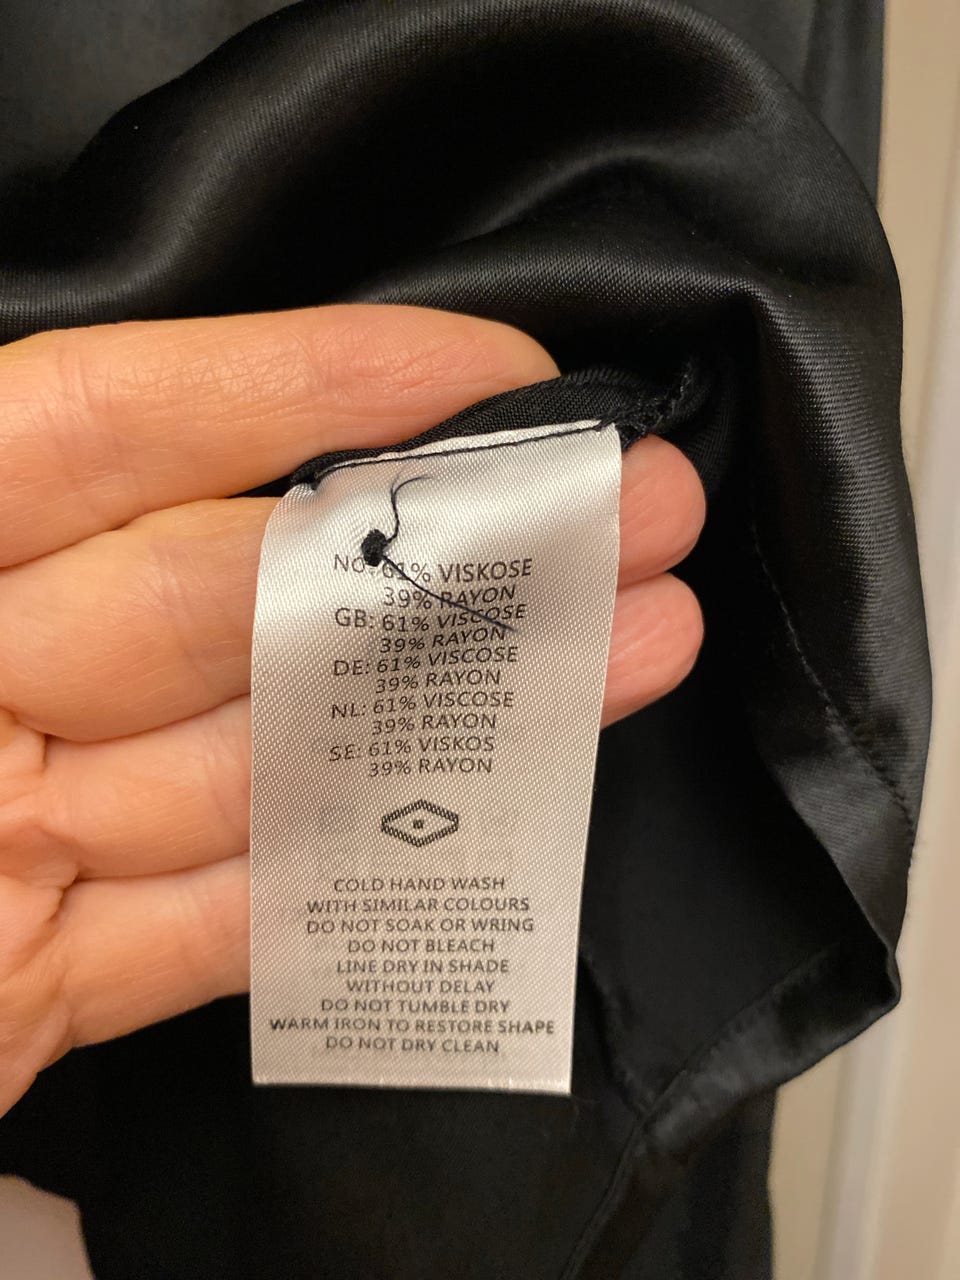 NO: 61% VISKOSE
39% RAYON
GB: 61% VISCOSE
39% RAYON
DE: 61% VISCOSE
39% RAYON
NL: 61% VISCOSE
39% RAYON
SE: 61% VISKOS
39% RAYON
COLD HAND WASH
WITH SIMILAR COLOURS
DO NOT SOAK OR WRING
DO NOT BLEACH
LINE DRY IN SHADE
WITHOUT DELAY
DO NOT TUMBLE DRY
WARM IRON TO RESTORE SHAPE
DO NOT DRY CLEAN